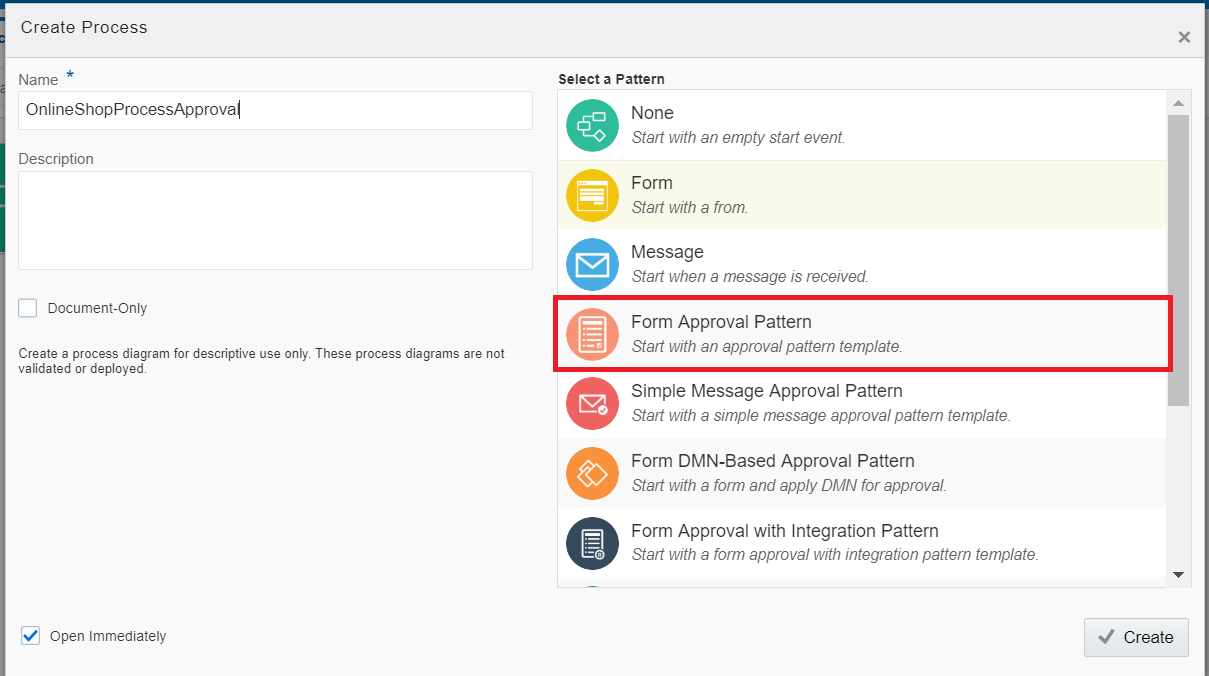 Create Process
Name *
OnlineShopProcessApproval
Description
Document-Only
Create a process diagram for descriptive use only. These process diagrams are not
validated or deployed.
Open Immediately
Select a Pattern
None
Start with an empty start event.
Form
Start with a from.
Message
Start when a message is received.
Form Approval Pattern
Start with an approval pattern template.
Simple Message Approval Pattern
Start with a simple message approval pattern template.
Form DMN-Based Approval Pattern
Start with a form and apply DMN for approval.
Form Approval with Integration Pattern
Start with a form approval with integration pattern template.
Create